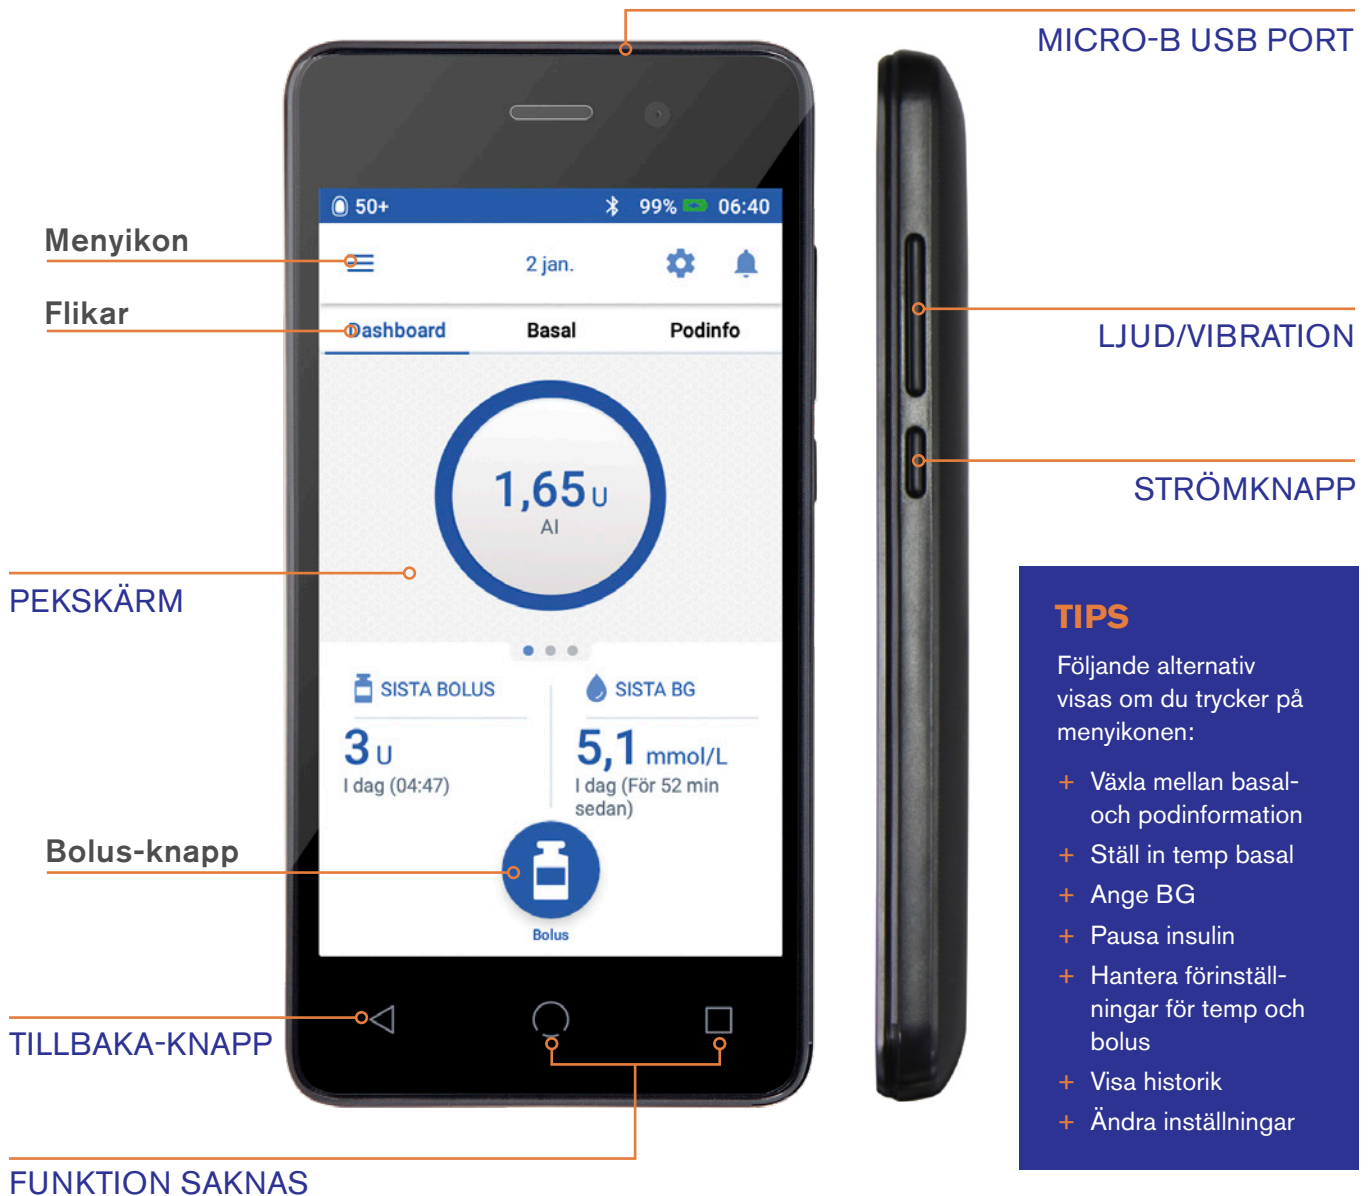 MICRO-B USB PORT
50+
99%
06:40
Menyikon
2 jan.
Flikar
Dashboard
Basal
Podinfo
LJUD/VIBRATION
1,65 U
AI
STRÖMKNAPP
PEKSKÄRM
SISTA BOLUS
3 U
I dag (04:47)
SISTA BG
5,1 mmol/L
I dag (För 52 min
sedan)
Bolus-knapp
Bolus
TILLBAKA-KNAPP
FUNKTION SAKNAS
TIPS
Följande alternativ
visas om du trycker på
menyikonen:
+ Växla mellan basal-
och podinformation
+ Ställ in temp basal
+ Ange BG
+ Pausa insulin
+ Hantera förinställ-
ningar för temp och
bolus
+ Visa historik
+ Ändra inställningar